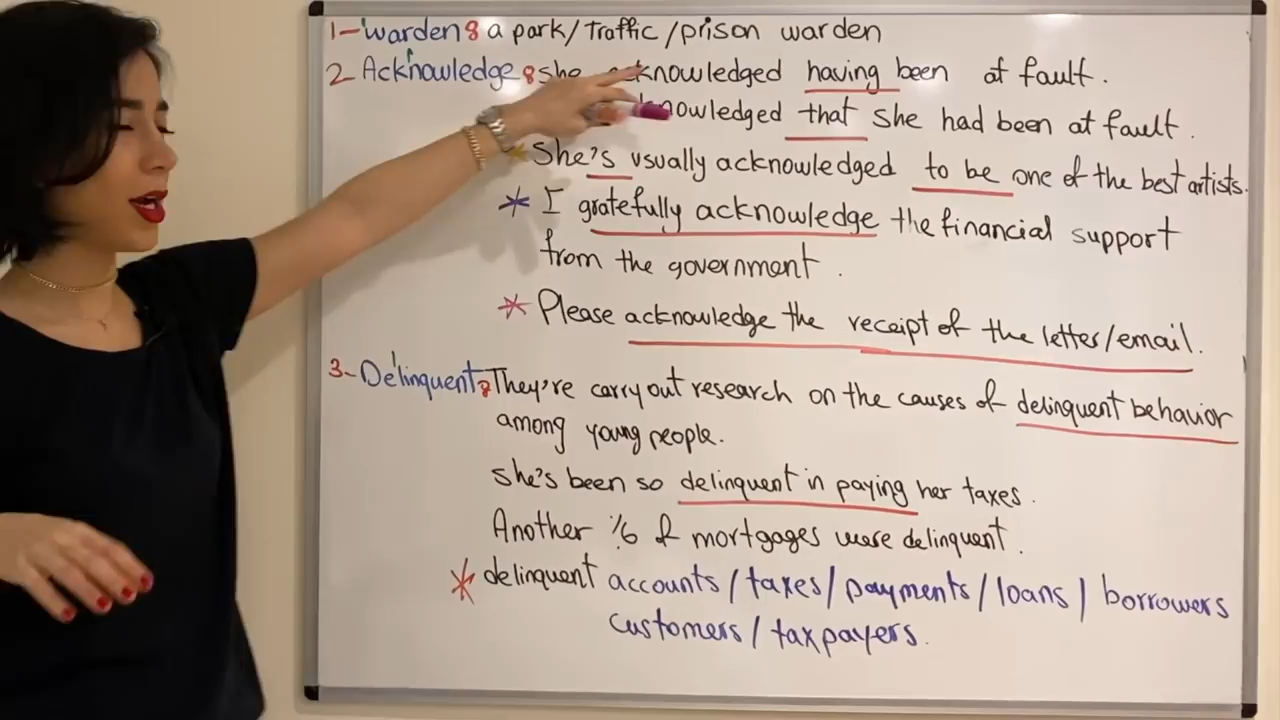 1- Warden: a park/Traffic/prison warden
2 Acknowledge: she acknowledged having been at fault.
knowledged that she had been at fault.
* She's usually acknowledged to be one of the best artists.
* I gratefully acknowledge the financial support
from the government.
* Please acknowledge the receipt of the letter/email.
3- Delinquent: They're carry out research on the causes of delinquent behavior
among young people.
She's been so delinquent in paying her taxes.
Another %6 of mortgages were delinquent.
* delinquent accounts/taxes/payments/loans/borrowers
customers/taxpayers.